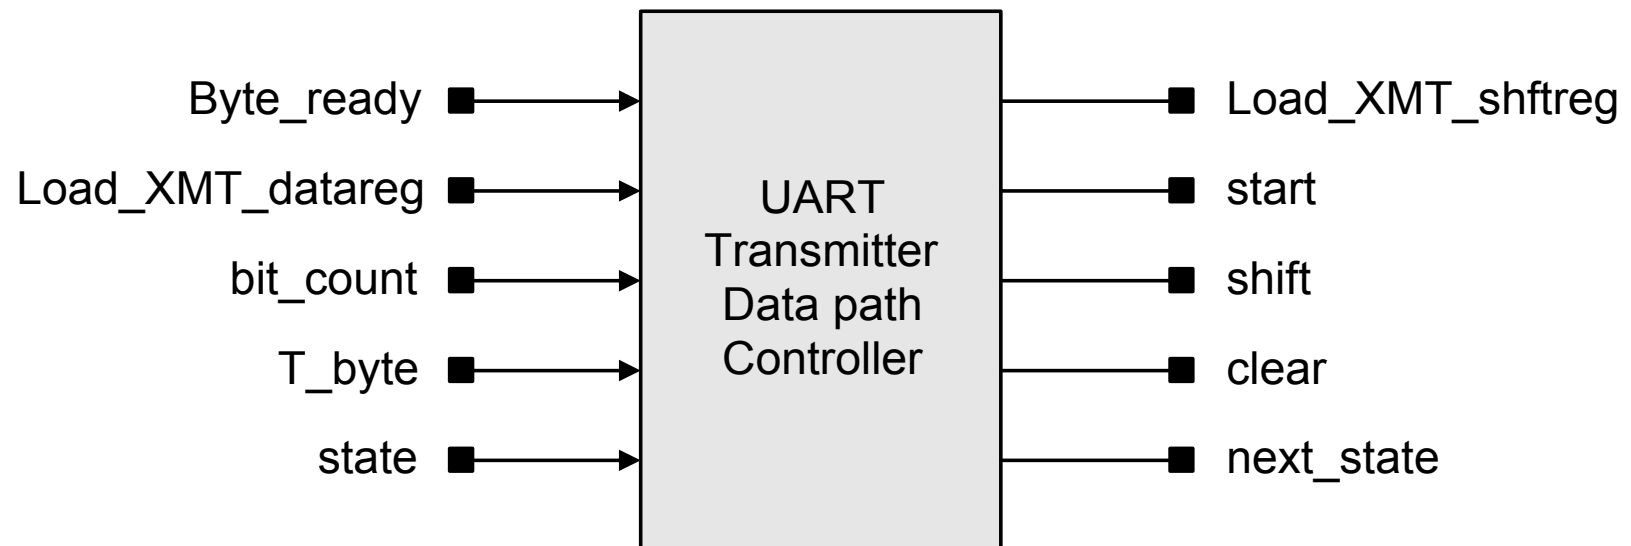 Byte_ready
Load_XMT_datareg
bit_count
T_byte
state
UART
Transmitter
Data path
Controller
Load_XMT_shftreg
start
shift
clear
next_state